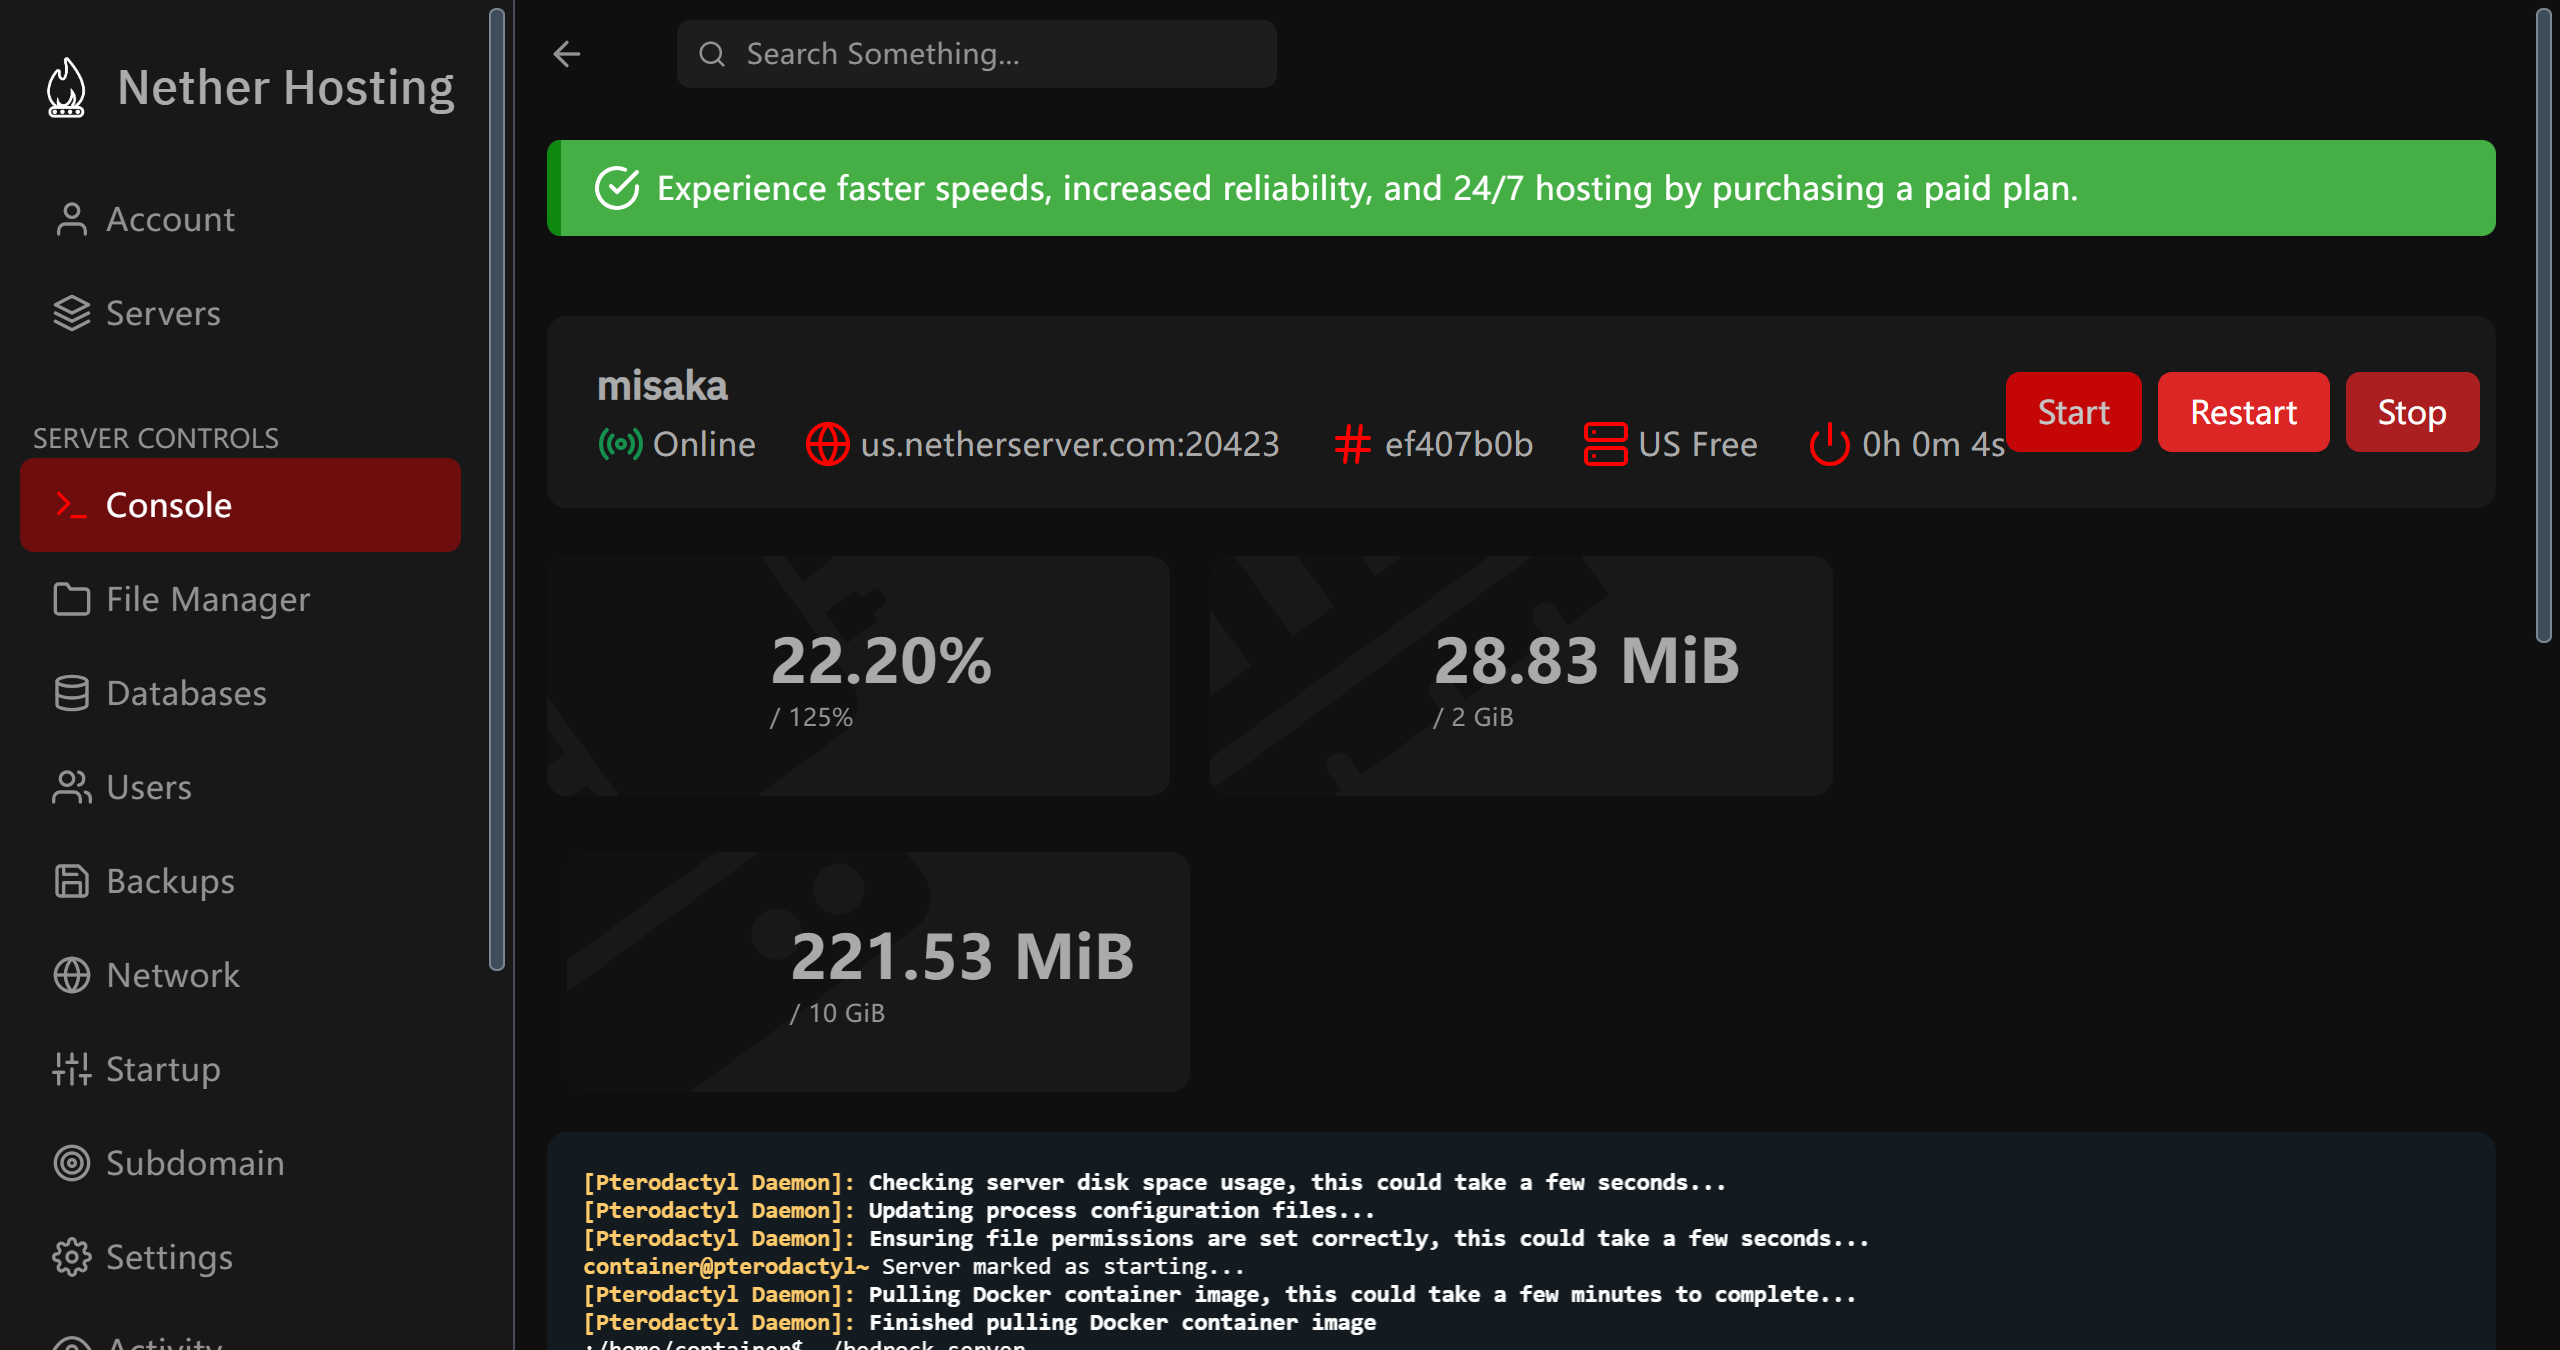 Nether Hosting
Search Something...
Account
Servers
Experience faster speeds, increased reliability, and 24/7 hosting by purchasing a paid plan.
misaka
Online us.netherserver.com:20423 ef407b0b US Free 0h 0m 4s
Start Restart Stop
SERVER CONTROLS
Console
File Manager
Databases
Users
Backups
Network
Startup
Subdomain
Settings
Activity
22.20%
/ 125%
28.83 MiB
/ 2 GiB
221.53 MiB
/ 10 GiB
[Pterodactyl Daemon]: Checking server disk space usage, this could take a few seconds...
[Pterodactyl Daemon]: Updating process configuration files...
[Pterodactyl Daemon]: Ensuring file permissions are set correctly, this could take a few seconds...
container@pterodactyl~ Server marked as starting...
[Pterodactyl Daemon]: Pulling Docker container image, this could take a few minutes to complete...
[Pterodactyl Daemon]: Finished pulling Docker container image
:/home/container$ ./bedrock_server